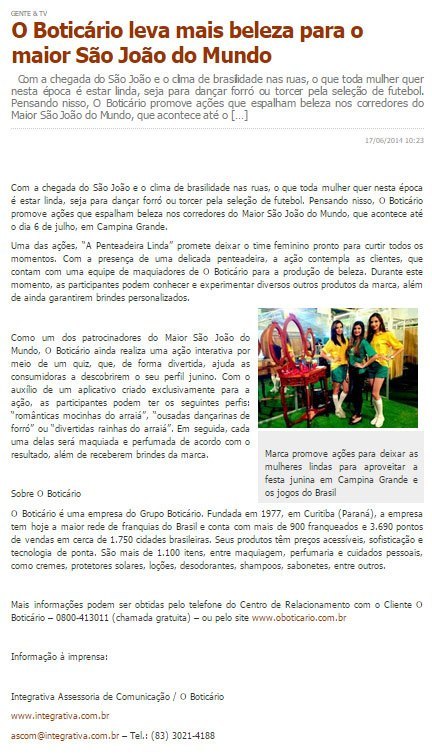 GENTE & TV
O Boticário leva mais beleza para o
maior São João do Mundo
Com a chegada do São João e o clima de brasilidade nas ruas, o que toda mulher quer
nesta época é estar linda, seja para dançar forró ou torcer pela seleção de futebol.
Pensando nisso, O Boticário promove ações que espalham beleza nos corredores do
Maior São João do Mundo, que acontece até o [...]
17/06/2014 10:23
Com a chegada do São João e o clima de brasilidade nas ruas, o que toda mulher quer nesta época
é estar linda, seja para dançar forró ou torcer pela seleção de futebol. Pensando nisso, O Boticário
promove ações que espalham beleza nos corredores do Maior São João do Mundo, que acontece até
o dia 6 de julho, em Campina Grande.
Uma das ações, “A Penteadeira Linda” promete deixar o time feminino pronto para curtir todos os
momentos. Com a presença de uma delicada penteadeira, a ação contempla as clientes, que
contam com uma equipe de maquiadores de O Boticário para a produção de beleza. Durante este
momento, as participantes podem conhecer e experimentar diversos outros produtos da marca, além
de ainda garantirem brindes personalizados.
Como um dos patrocinadores do Maior São João do
Mundo, O Boticário ainda realiza uma ação interativa por
meio de um quiz, que, de forma divertida, ajuda as
consumidoras a descobrirem o seu perfil junino. Com o
auxílio de um aplicativo criado exclusivamente para a
ação, as participantes podem ter os seguintes perfis:
“românticas mocinhas do arraiá”, “ousadas dançarinas de
forró” ou “divertidas rainhas do arraiá”. Em seguida, cada
uma delas será maquiada e perfumada de acordo com o
resultado, além de receberem brindes da marca.
Marca promove ações para deixar as
mulheres lindas para aproveitar a
festa junina em Campina Grande e
os jogos do Brasil
Sobre O Boticário
O Boticário é uma empresa do Grupo Boticário. Fundada em 1977, em Curitiba (Paraná), a empresa
tem hoje a maior rede de franquias do Brasil e conta com mais de 900 franqueados e 3.690 pontos
de vendas em cerca de 1.750 cidades brasileiras. Seus produtos têm preços acessíveis, sofisticação e
tecnologia de ponta. São mais de 1.100 itens, entre maquiagem, perfumaria e cuidados pessoais,
como cremes, protetores solares, loções, desodorantes, shampoos, sabonetes, entre outros.
Mais informações podem ser obtidas pelo telefone do Centro de Relacionamento com o Cliente O
Boticário – 0800-413011 (chamada gratuita) – ou pelo site www.oboticario.com.br
Informação à imprensa:
Integrativa Assessoria de Comunicação / O Boticário
www.integrativa.com.br
ascom@integrativa.com.br – Tel.: (83) 3021-4188